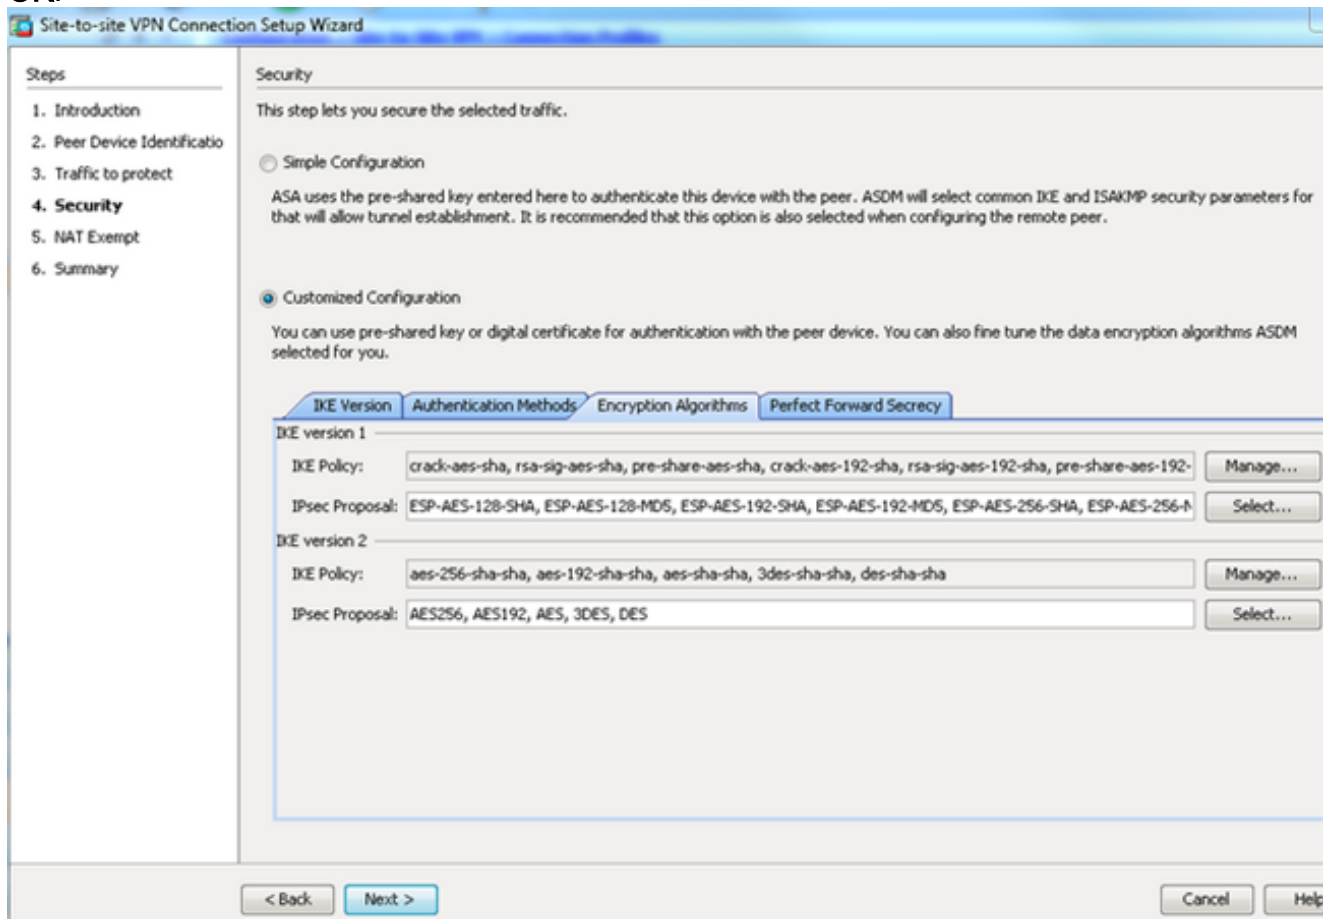 Site-to-site VPN Connection Setup Wizard
Steps
1. Introduction
2. Peer Device Identificatio
3. Traffic to protect
4. Security
5. NAT Exempt
6. Summary
Security
This step lets you secure the selected traffic.
Simple Configuration
ASA uses the pre-shared key entered here to authenticate this device with the peer. ASDM will select common IKE and ISAKMP security parameters for
that will allow tunnel establishment. It is recommended that this option is also selected when configuring the remote peer.
Customized Configuration
You can use pre-shared key or digital certificate for authentication with the peer device. You can also fine tune the data encryption algorithms ASDM
selected for you.
IKE Version Authentication Methods Encryption Algorithms Perfect Forward Secrecy
IKE version 1
IKE Policy: crack-aes-sha, rsa-sig-aes-sha, pre-share-aes-sha, crack-aes-192-sha, rsa-sig-aes-192-sha, pre-share-aes-192- Manage...
IPsec Proposal: ESP-AES-128-SHA, ESP-AES-128-MD5, ESP-AES-192-SHA, ESP-AES-192-MD5, ESP-AES-256-SHA, ESP-AES-256-M Select...
IKE version 2
IKE Policy: aes-256-sha-sha, aes-192-sha-sha, aes-sha-sha, 3des-sha-sha, des-sha-sha Manage...
IPsec Proposal: AES256, AES192, AES, 3DES, DES Select...
< Back Next > Cancel Help